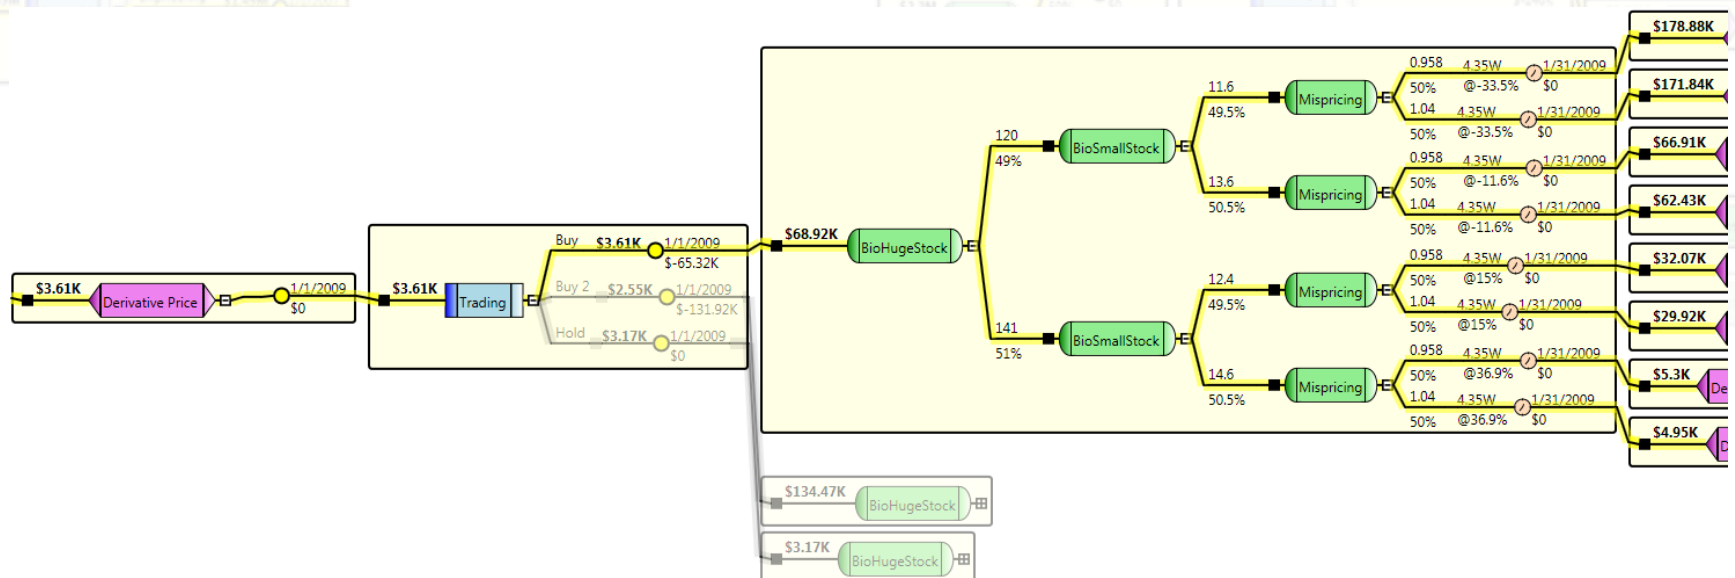 $3.61K
Derivative Price
1/1/2009
$0
$3.61K
Trading
Buy
$3.61K
1/1/2009
$-65.32K
Buy 2
$2.55K
1/1/2009
$-131.92K
Hold
$3.17K
1/1/2009
$0
$68.92K
BioHugeStock
120
49%
BioSmallStock
141
51%
BioSmallStock
11.6
49.5%
Mispricing
13.6
50.5%
Mispricing
12.4
49.5%
Mispricing
14.6
50.5%
Mispricing
0.958
50%
4.35W
@-33.5%
1/31/2009
$0
$178.88K
1.04
50%
4.35W
@-33.5%
1/31/2009
$0
$171.84K
0.958
50%
4.35W
@-11.6%
1/31/2009
$0
$66.91K
1.04
50%
4.35W
@-11.6%
1/31/2009
$0
$62.43K
0.958
50%
4.35W
@15%
1/31/2009
$0
$32.07K
1.04
50%
4.35W
@15%
1/31/2009
$0
$29.92K
0.958
50%
4.35W
@36.9%
1/31/2009
$0
$5.3K
De
1.04
50%
4.35W
@36.9%
1/31/2009
$0
$4.95K
D
$134.47K
BioHugeStock
$3.17K
BioHugeStock